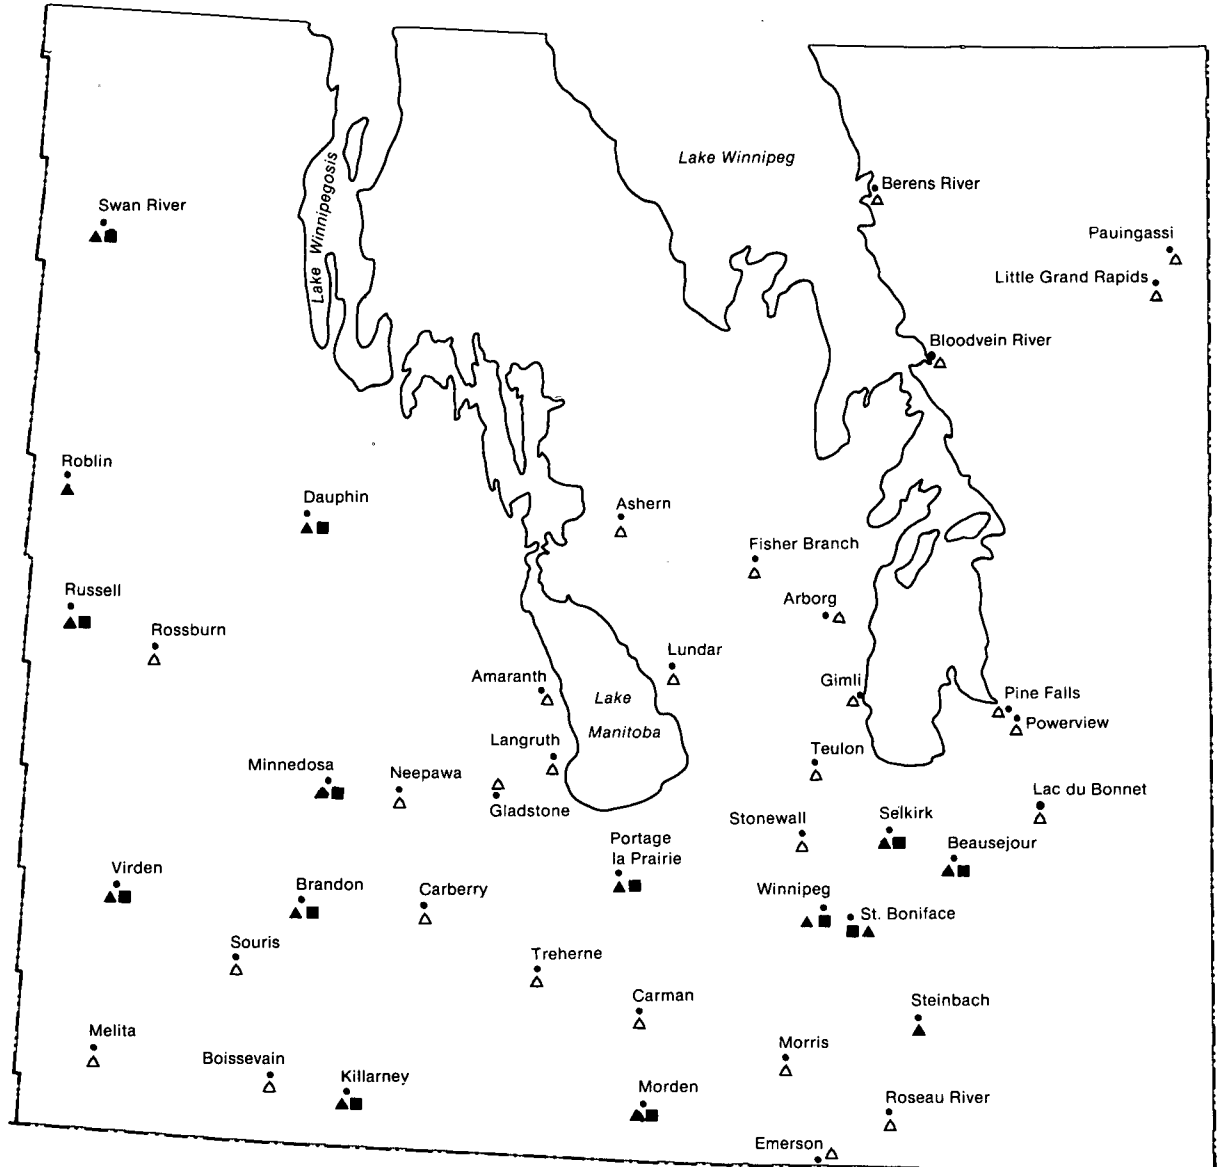 Lake Winnipeg
Berens River
Swan River
Lake Winnipegosis
Pauingassi
Little Grand Rapids
Bloodvein River
Roblin
Dauphin
Ashern
Fisher Branch
Russell
Arborg
Rossburn
Lundar
Amaranth
Gimli
Lake
Manitoba
Pine Falls
Powerview
Langruth
Teulon
Minnedosa
Neepawa
Gladstone
Lac du Bonnet
Stonewall
Selkirk
Portage
la Prairie
Beausejour
Virden
Brandon
Carberry
Winnipeg
St. Boniface
Souris
Treherne
Carman
Steinbach
Melita
Boissevain
Morris
Killarney
Morden
Roseau River
Emerson